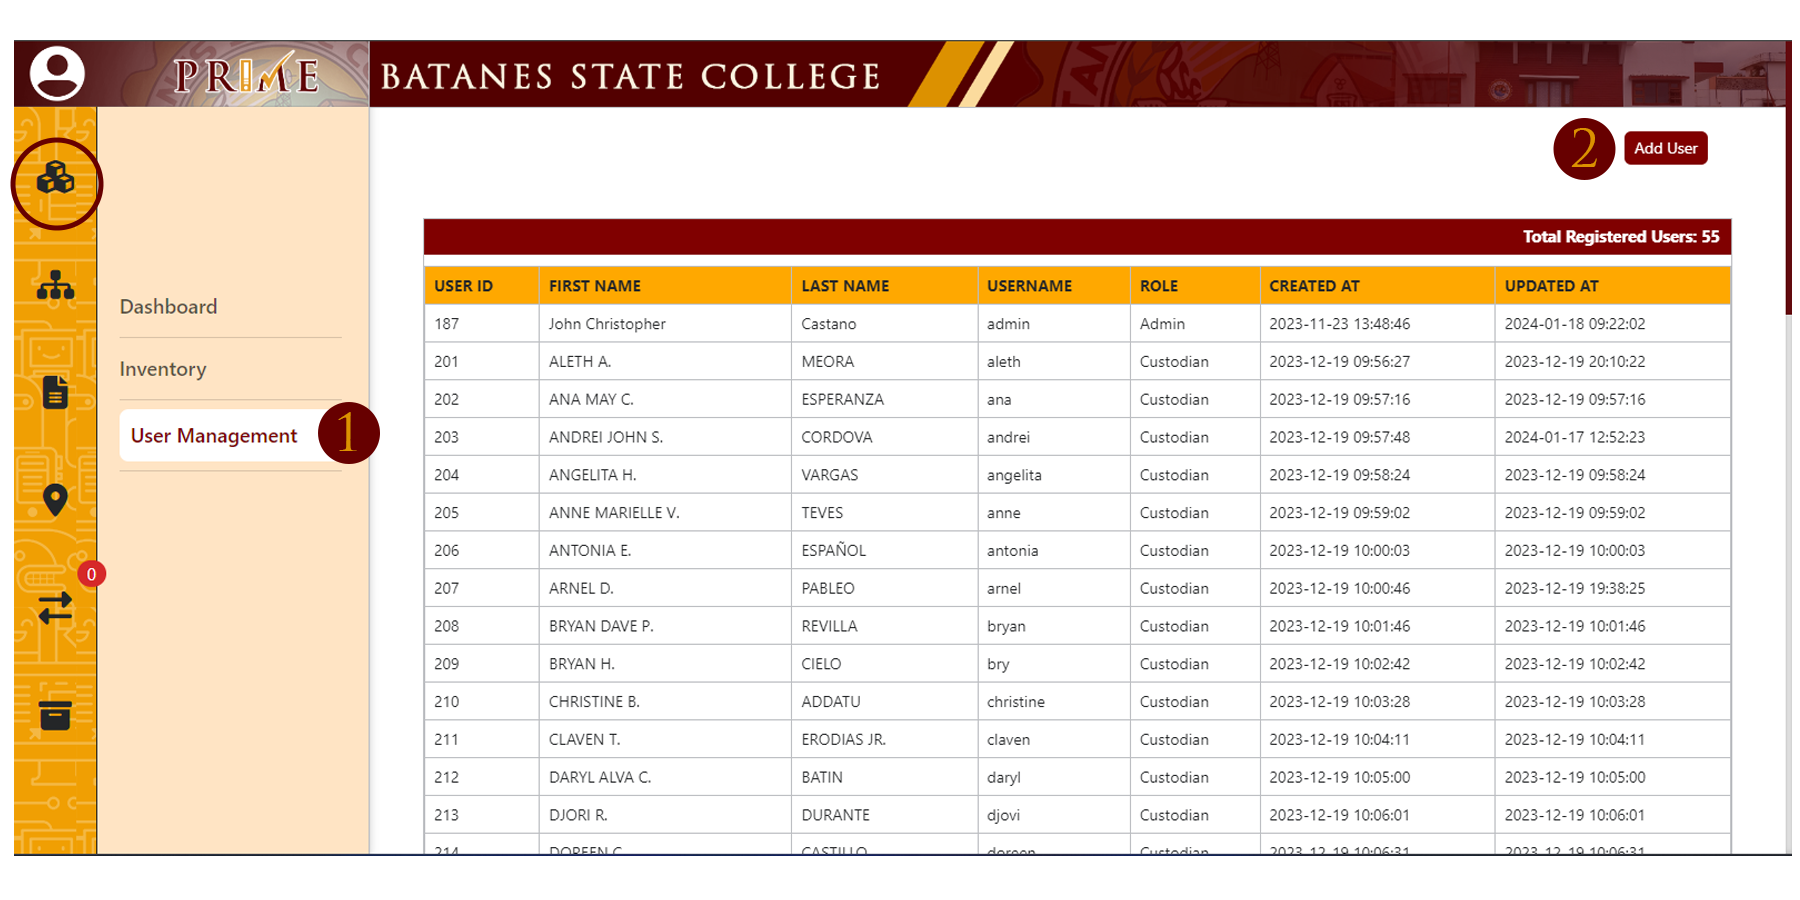 PRIME BATANES STATE COLLEGE
2 Add User
Total Registered Users: 55
Dashboard
Inventory
User Management 1
0
USER ID FIRST NAME LAST NAME USERNAME ROLE CREATED AT UPDATED AT
187 John Christopher Castano admin Admin 2023-11-23 13:48:46 2024-01-18 09:22:02
201 ALETH A. MEORA aleth Custodian 2023-12-19 09:56:27 2023-12-19 20:10:22
202 ANA MAY C. ESPERANZA ana Custodian 2023-12-19 09:57:16 2023-12-19 09:57:16
203 ANDREI JOHN S. CORDOVA andrei Custodian 2023-12-19 09:57:48 2024-01-17 12:52:23
204 ANGELITA H. VARGAS angelita Custodian 2023-12-19 09:58:24 2023-12-19 09:58:24
205 ANNE MARIELLE V. TEVES anne Custodian 2023-12-19 09:59:02 2023-12-19 09:59:02
206 ANTONIA E. ESPAÑOL antonia Custodian 2023-12-19 10:00:03 2023-12-19 10:00:03
207 ARNEL D. PABLEO arnel Custodian 2023-12-19 10:00:46 2023-12-19 19:38:25
208 BRYAN DAVE P. REVILLA bryan Custodian 2023-12-19 10:01:46 2023-12-19 10:01:46
209 BRYAN H. CIELO bry Custodian 2023-12-19 10:02:42 2023-12-19 10:02:42
210 CHRISTINE B. ADDATU christine Custodian 2023-12-19 10:03:28 2023-12-19 10:03:28
211 CLAVEN T. ERODIAS JR. claven Custodian 2023-12-19 10:04:11 2023-12-19 10:04:11
212 DARYL ALVA C. BATIN daryl Custodian 2023-12-19 10:05:00 2023-12-19 10:05:00
213 DJORI R. DURANTE djovi Custodian 2023-12-19 10:06:01 2023-12-19 10:06:01
214 DOREEN C. CASTILLO doreen Custodian 2023-12-19 10:06:31 2023-12-19 10:06:31